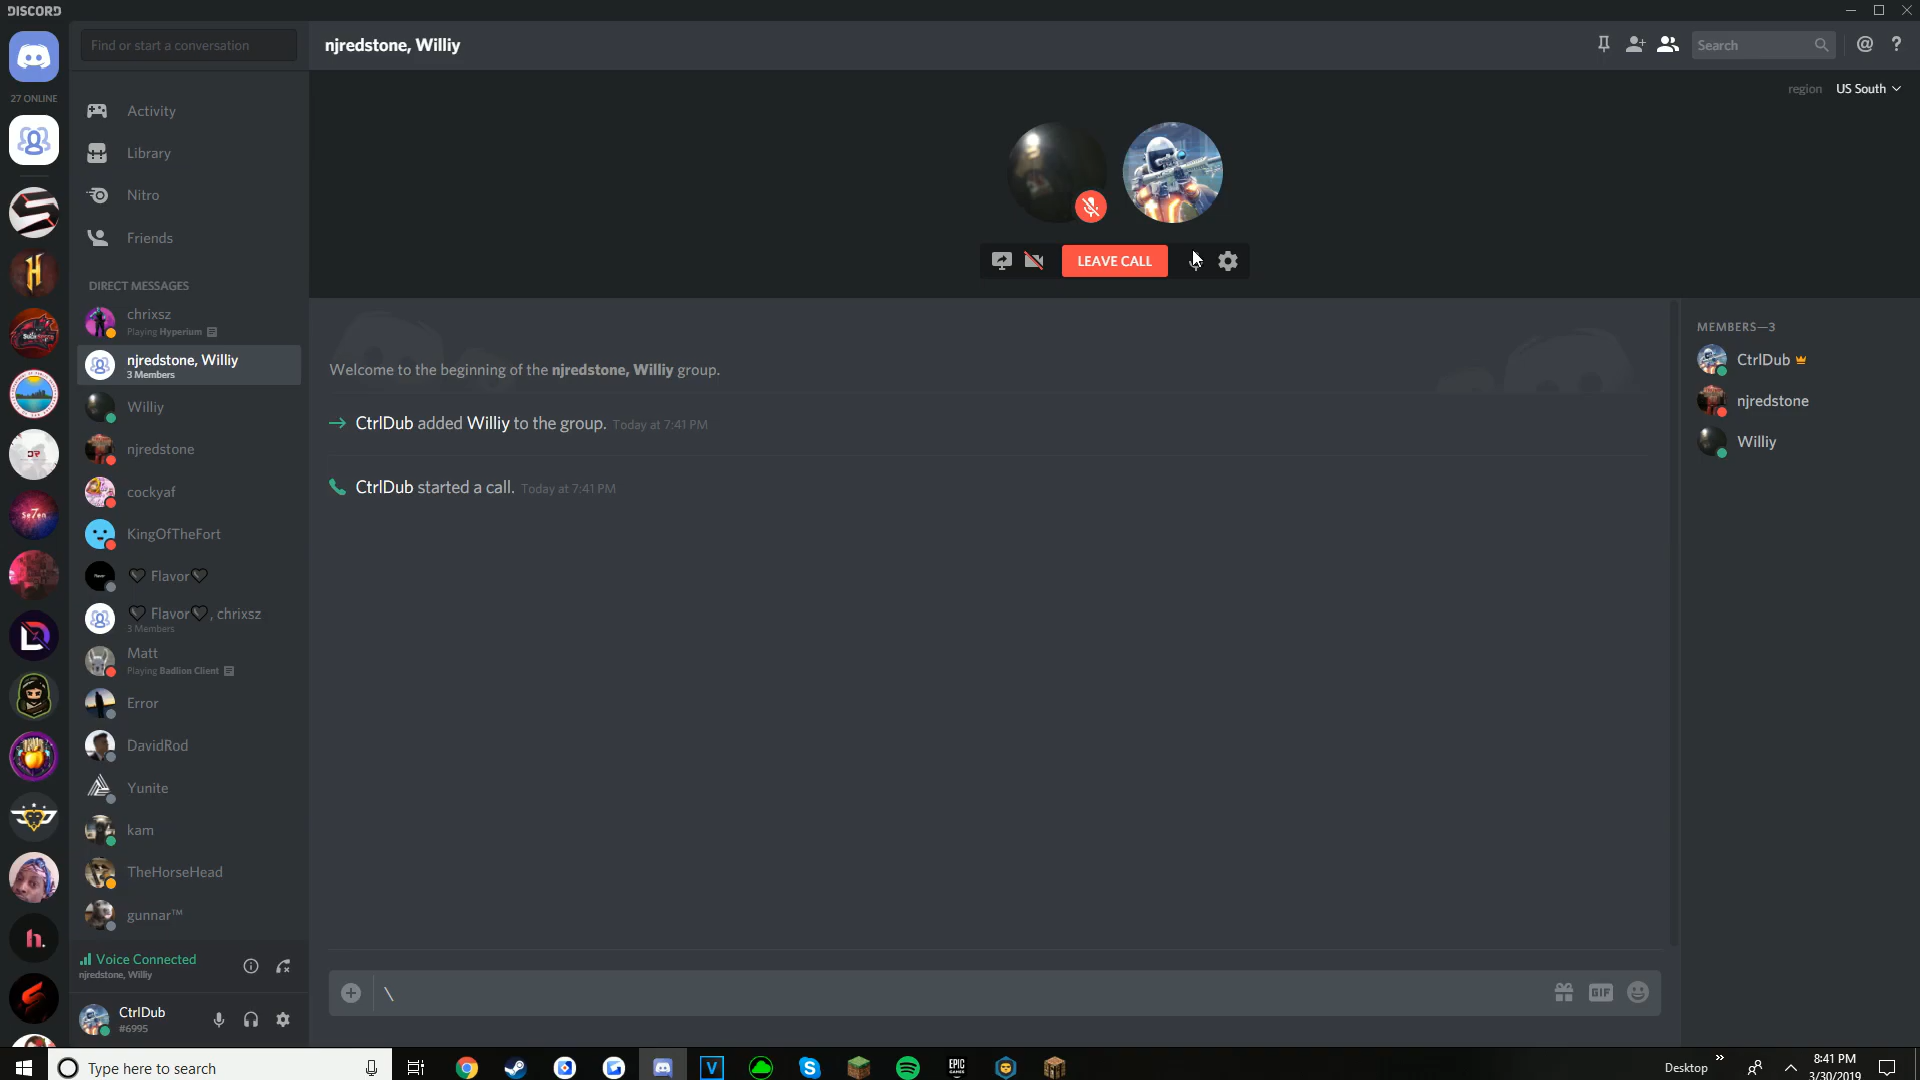 DISCORD
Find or start a conversation
njredstone, Williy
Search
27 ONLINE
region US South
Activity
Library
Nitro
Friends
LEAVE CALL
DIRECT MESSAGES
chrixsz
Playing Hyperium
njredstone, Williy
3 Members
Williy
njredstone
cockyaf
KingOfTheFort
🖤 Flavor🖤
🖤 Flavor🖤, chrixsz
3 Members
Matt
Playing Badlion Client
Error
DavidRod
Yunite
kam
TheHorseHead
gunnar™
Welcome to the beginning of the njredstone, Williy group.
CtrlDub added Williy to the group. Today at 7:41 PM
CtrlDub started a call. Today at 7:41 PM
MEMBERS—3
CtrlDub
njredstone
Williy
Se7en
DR
h.
Voice Connected
njredstone, Williy
CtrlDub
#6995
\
GIF
Type here to search
V
EPIC
GAMES
Desktop
8:41 PM
3/30/2019